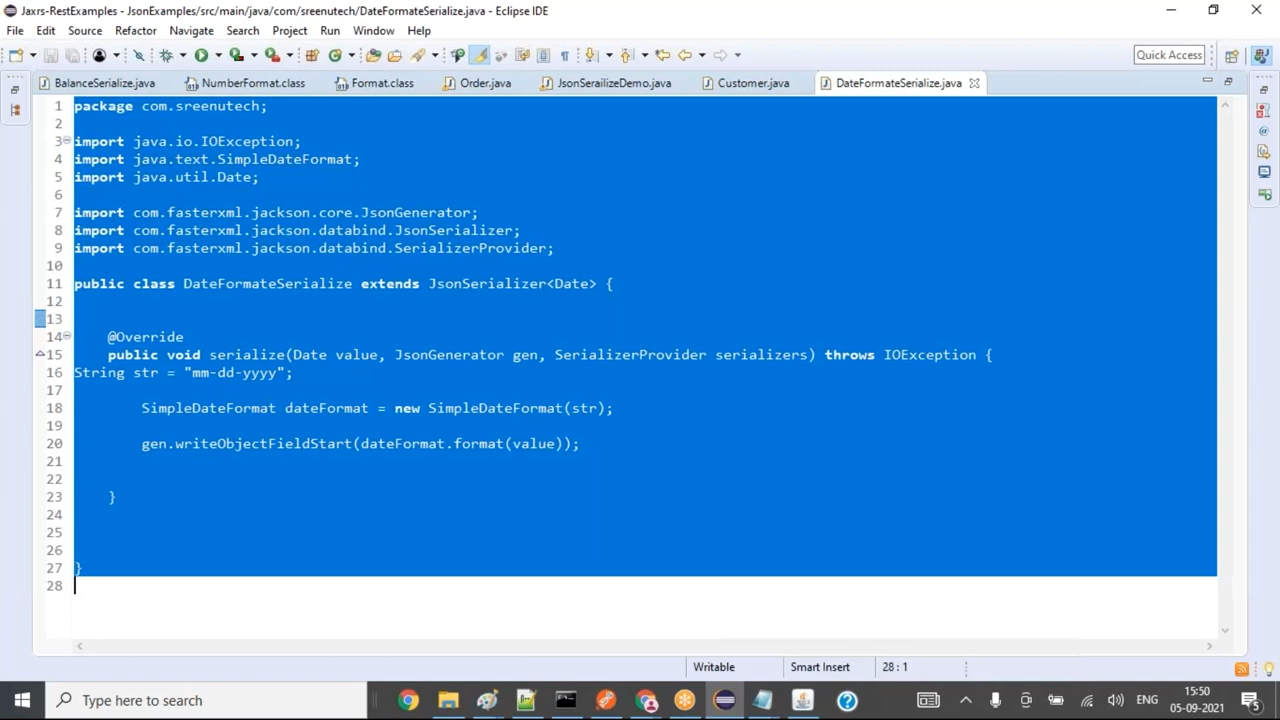 Jaxrs-RestExamples - JsonExamples/src/main/java/com/sreenutech/DateFormateSerialize.java - Eclipse IDE
File Edit Source Refactor Navigate Search Project Run Window Help
Quick Access
BalanceSerialize.java NumberFormat.class Format.class Order.java JsonSerailizeDemo.java Customer.java DateFormateSerialize.java
1 package com.sreenutech;
2
3 import java.io.IOException;
4 import java.text.SimpleDateFormat;
5 import java.util.Date;
6
7 import com.fasterxml.jackson.core.JsonGenerator;
8 import com.fasterxml.jackson.databind.JsonSerializer;
9 import com.fasterxml.jackson.databind.SerializerProvider;
10
11 public class DateFormateSerialize extends JsonSerializer<Date> {
12
13
14 @Override
15 public void serialize(Date value, JsonGenerator gen, SerializerProvider serializers) throws IOException {
16 String str = "mm-dd-yyyy";
17
18 SimpleDateFormat dateFormat = new SimpleDateFormat(str);
19
20 gen.writeObjectFieldStart(dateFormat.format(value));
21
22
23 }
24
25
26
27 }
28
Writable Smart Insert 28 : 1
Type here to search
ENG
15:50
05-09-2021
5